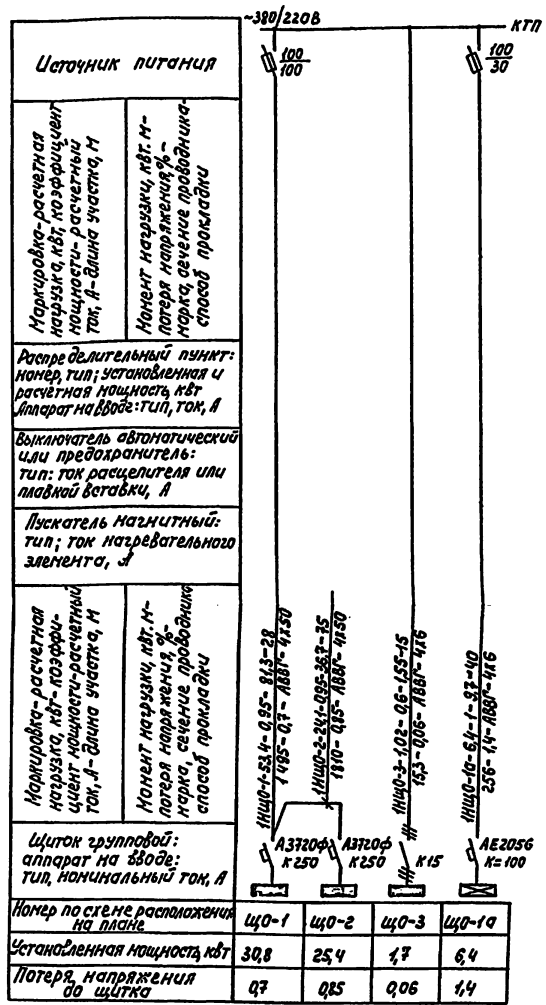 ~380/220В
КТП
Источник питания
100
100
100
30
Маркировка-расчетная
нагрузка, квт, коэффициент
мощности-расчетный
ток, А-длина участка, м
Момент нагрузки, квт.м-
потеря напряжения,%-
марка, сечение проводника-
способ прокладки
Распределительный пункт:
номер, тип; установленная и
расчетная мощность, квт
Аппарат на вводе: тип, ток, А
Выключатель автоматический
или предохранитель:
тип: ток расцепителя или
плавкой вставки, А
Пускатель магнитный:
тип; ток нагревательного
элемента, А
Маркировка-расчетная
нагрузка, квт-коэффи-
циент мощности-расчетный
ток, А-длина участка, м
Момент нагрузки, квт.м-
потеря напряжения,%-
марка, сечение проводника
способ прокладки
1НЩО-1-53,4-0,95-81,3-28
1495-0,7-АВВГ-4х50
1НЩО-2-24,1-0,95-36,7-75
1810-0,85-АВВГ-4х50
1НЩО-3-1,02-0,6-1,55-15
15,3-0,06-АВВГ-4х6
1НЩО-1а-6,4-1-9,7-40
256-1,4-АВВГ-4х6
Щиток групповой:
аппарат на вводе:
тип, номинальный ток, А
А3720ф
К250
А3720ф
К250
К15
АЕ2056
К=100
Номер по схеме расположения
на плане
ЩО-1
ЩО-2
ЩО-3
ЩО-1а
Установленная мощность, квт
30,8
25,4
1,7
6,4
Потеря напряжения
до щитка
0,7
0,85
0,06
1,4